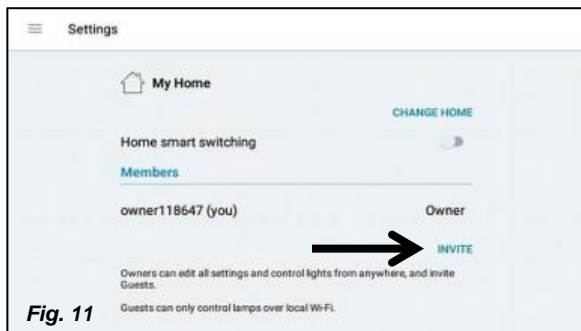 Settings
My Home
CHANGE HOME
Home smart switching
Members
owner118647 (you) Owner
INVITE
Owners can edit all settings and control lights from anywhere, and invite
Guests.
Guests can only control lamps over local Wi-Fi.
Fig. 11